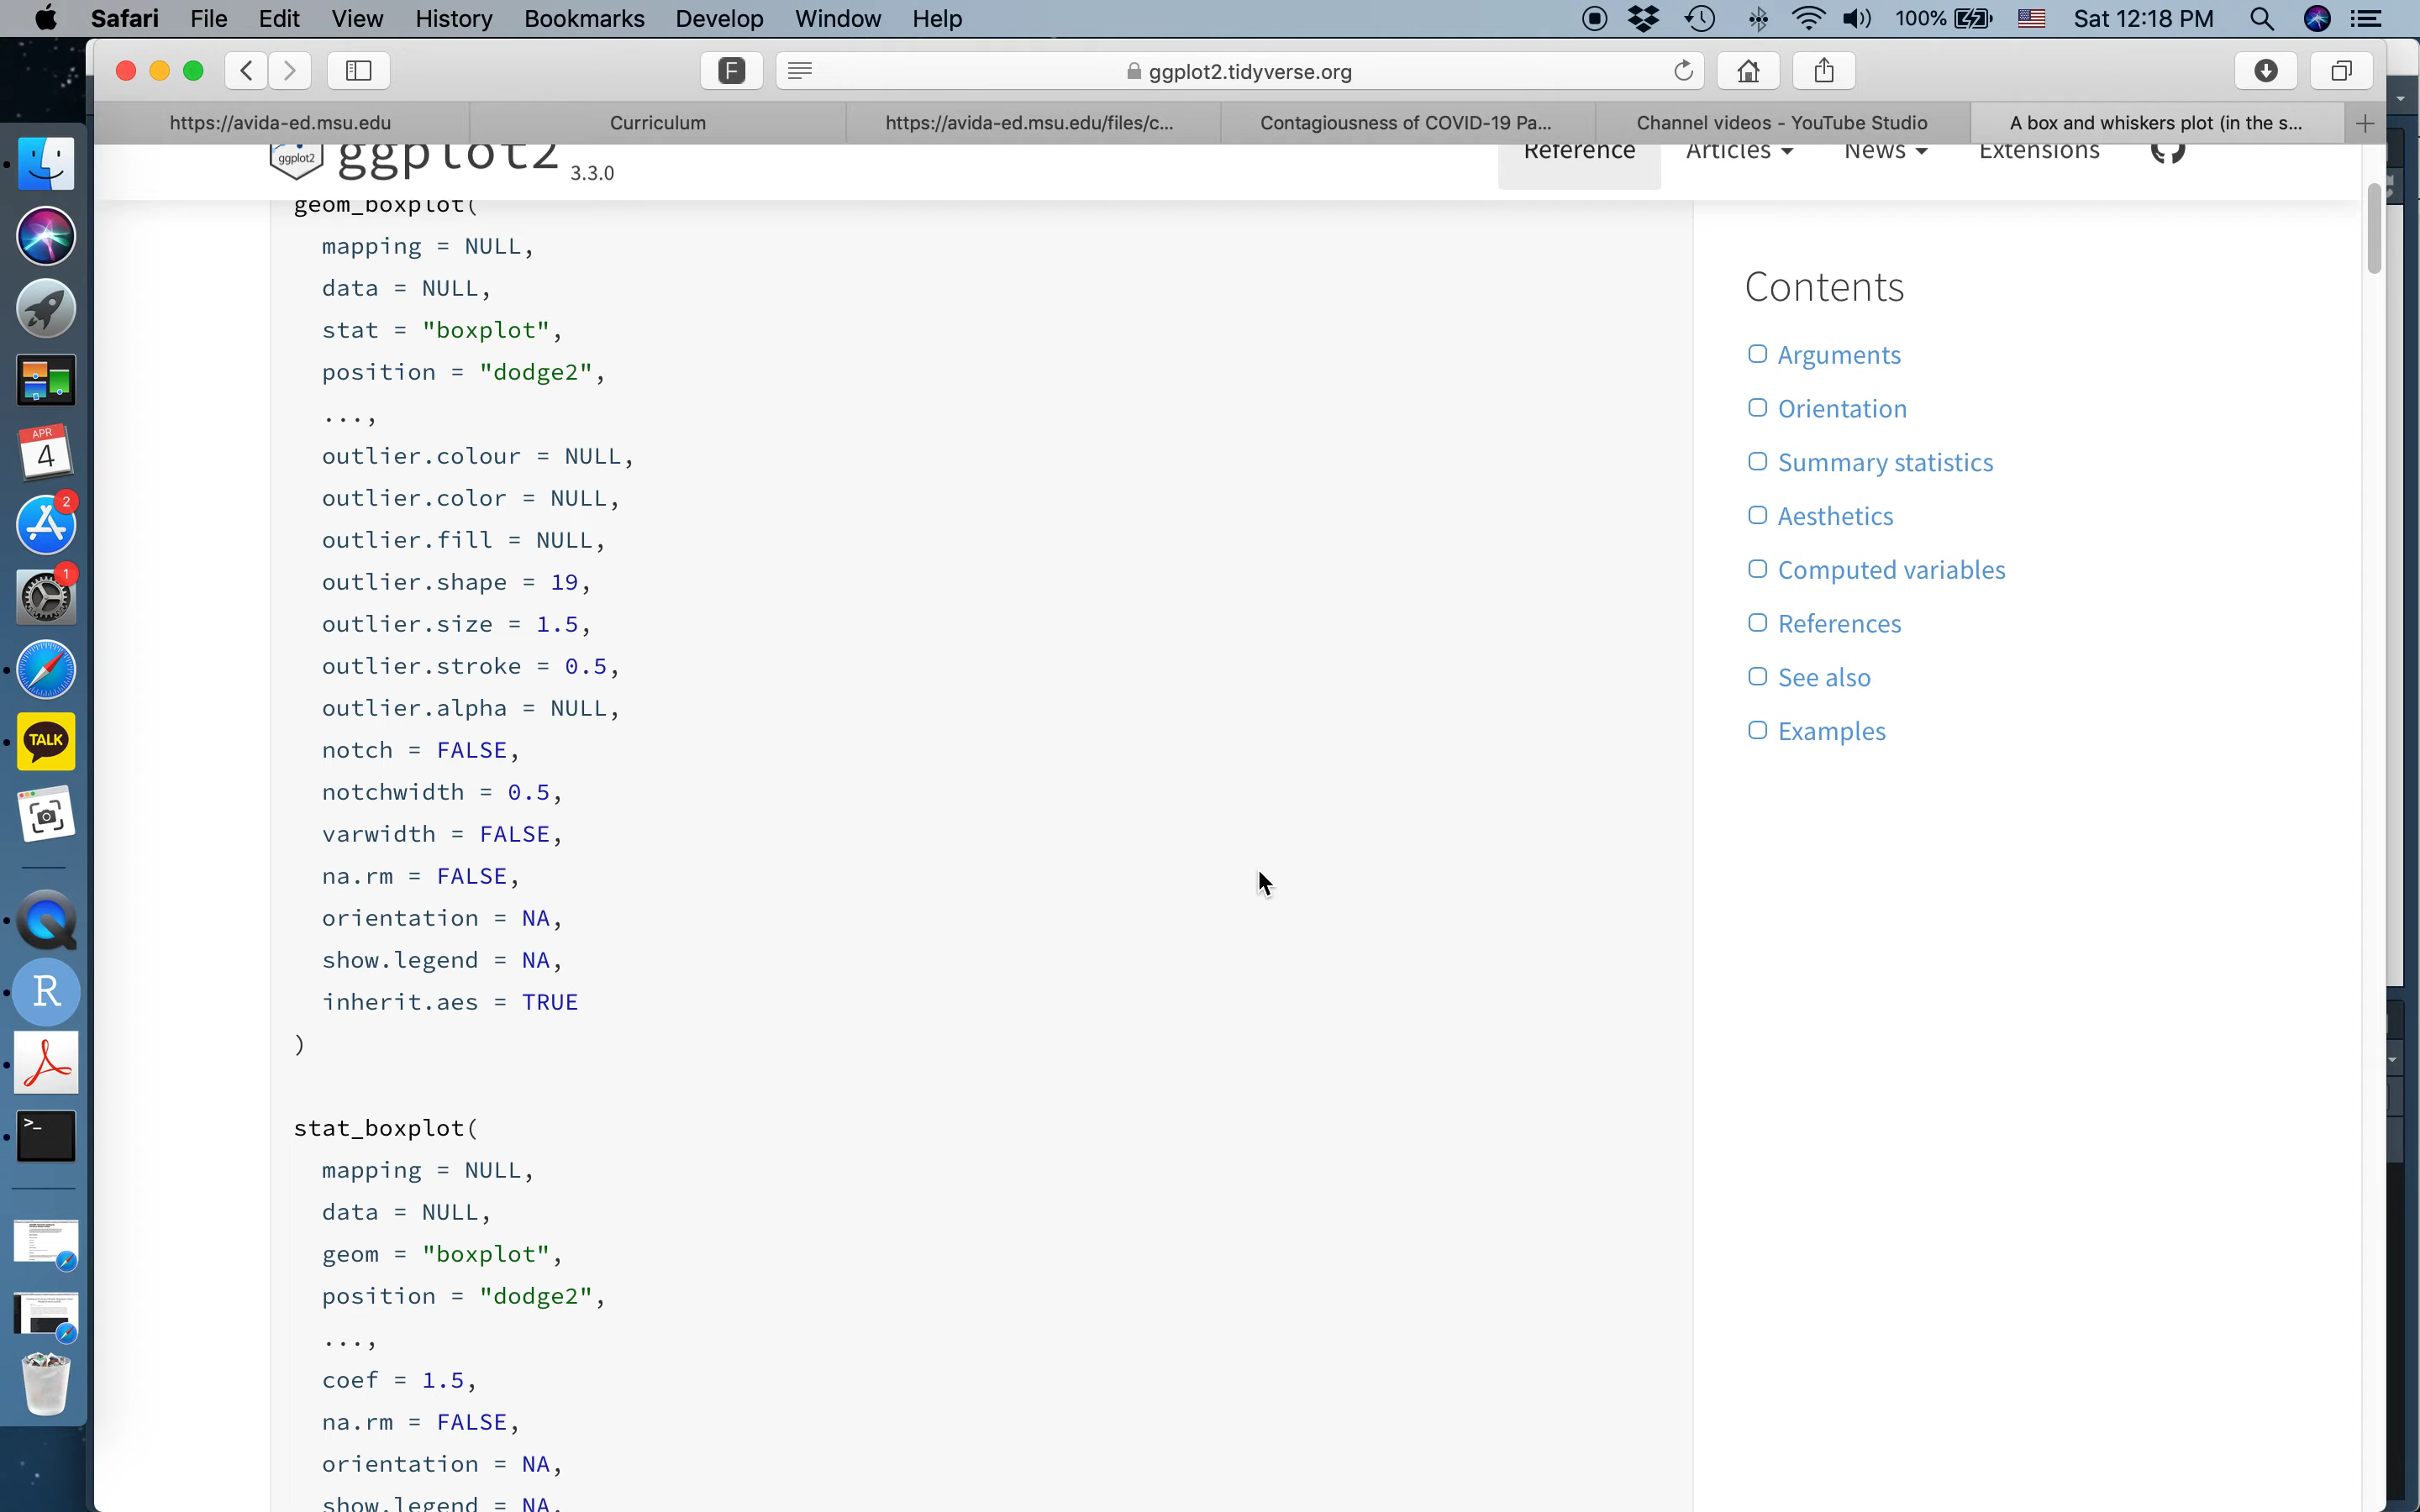 Safari File Edit View History Bookmarks Develop Window Help 100% Sat 12:18 PM
F ggplot2.tidyverse.org
https://avida-ed.msu.edu Curriculum https://avida-ed.msu.edu/files/c... Contagiousness of COVID-19 Pa... Channel videos - YouTube Studio A box and whiskers plot (in the s...
ggplot2 ggplot2 3.3.0 Reference Articles News Extensions
geom_boxplot(
mapping = NULL,
data = NULL,
stat = "boxplot",
position = "dodge2",
...,
outlier.colour = NULL,
outlier.color = NULL,
outlier.fill = NULL,
outlier.shape = 19,
outlier.size = 1.5,
outlier.stroke = 0.5,
outlier.alpha = NULL,
notch = FALSE,
notchwidth = 0.5,
varwidth = FALSE,
na.rm = FALSE,
orientation = NA,
show.legend = NA,
inherit.aes = TRUE
)
stat_boxplot(
mapping = NULL,
data = NULL,
geom = "boxplot",
position = "dodge2",
...,
coef = 1.5,
na.rm = FALSE,
orientation = NA,
show.legend = NA,
Contents
Arguments
Orientation
Summary statistics
Aesthetics
Computed variables
References
See also
Examples
APR
4
2
1
TALK
R
>_